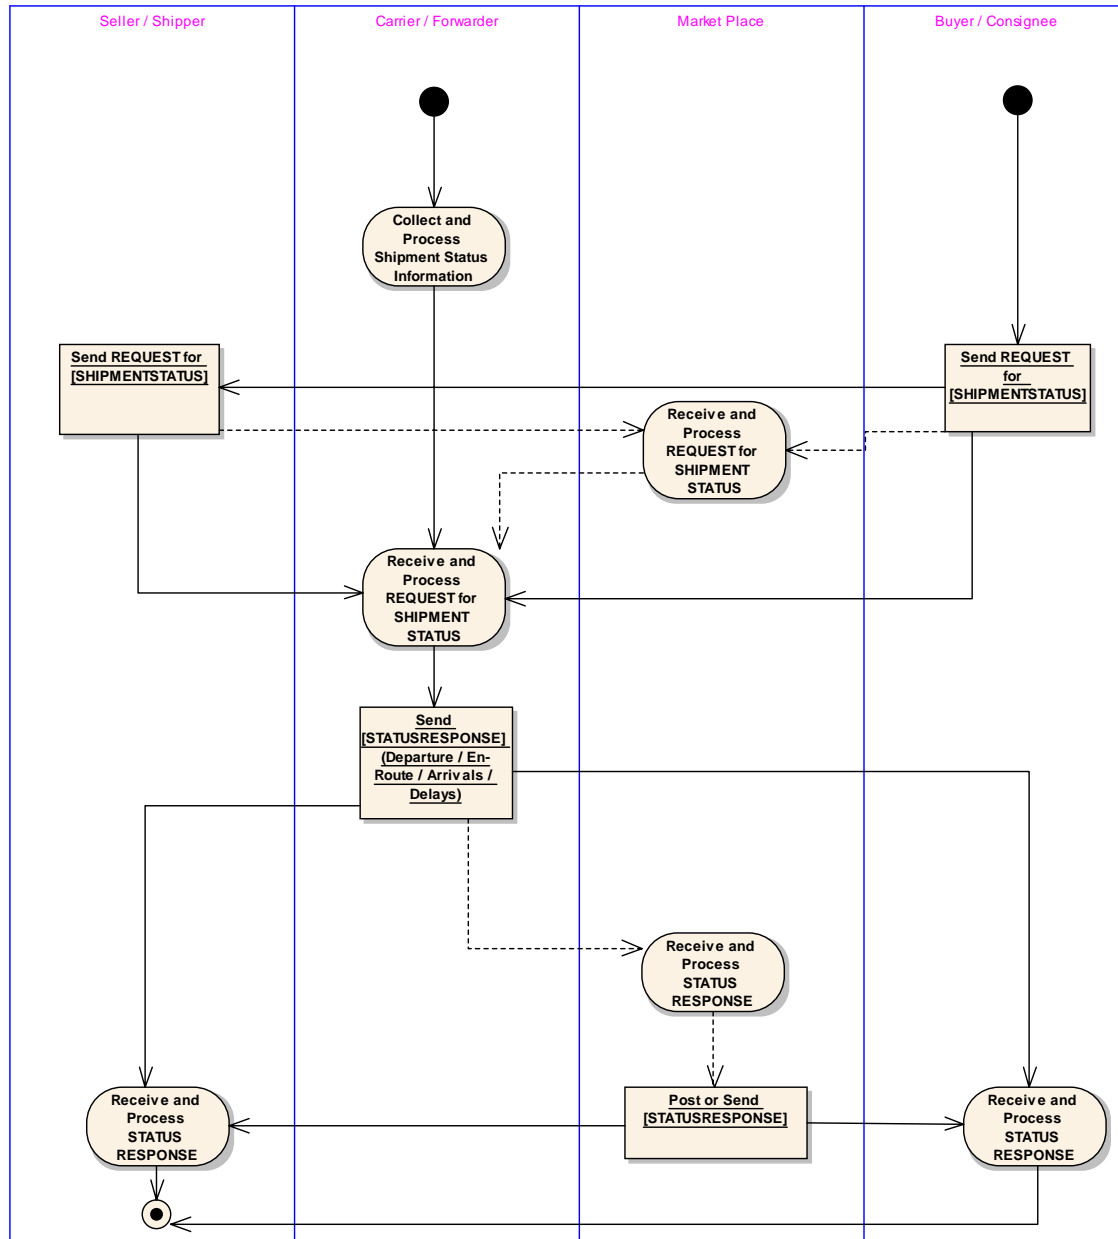 Seller / Shipper
Carrier / Forwarder
Market Place
Buyer / Consignee
Collect and
Process
Shipment Status
Information
Send REQUEST for
[SHIPMENTSTATUS]
Send REQUEST
for
[SHIPMENTSTATUS]
Receive and
Process
REQUEST for
SHIPMENT
STATUS
Receive and
Process
REQUEST for
SHIPMENT
STATUS
Send
[STATUSRESPONSE]
(Departure / En-
Route / Arrivals /
Delays)
Receive and
Process
STATUS
RESPONSE
Receive and
Process
STATUS
RESPONSE
Post or Send
[STATUSRESPONSE]
Receive and
Process
STATUS
RESPONSE